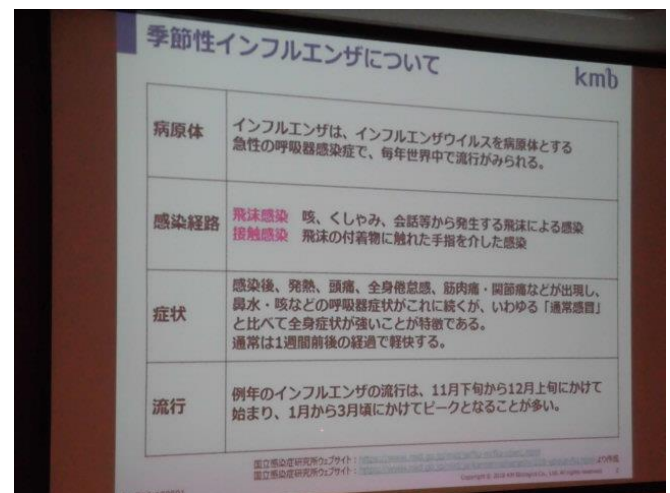 季節性インフルエンザについて
kmb
病原体
インフルエンザは、インフルエンザウイルスを病原体とする
急性の呼吸器感染症で、毎年世界中で流行がみられる。
感染経路
飛沫感染 咳、くしゃみ、会話等から発生する飛沫による感染
接触感染 飛沫の付着物に触れた手指を介した感染
症状
感染後、発熱、頭痛、全身倦怠感、筋肉痛・関節痛などが出現し、
鼻水・咳などの呼吸器症状がこれに続くが、いわゆる「通常感冒」
と比べて全身症状が強いことが特徴である。
通常は1週間前後の経過で軽快する。
流行
例年のインフルエンザの流行は、11月下旬から12月上旬にかけて
始まり、1月から3月頃にかけてピークとなることが多い。
国立感染症研究所ウェブサイト:
国立感染症研究所ウェブサイト: より作成